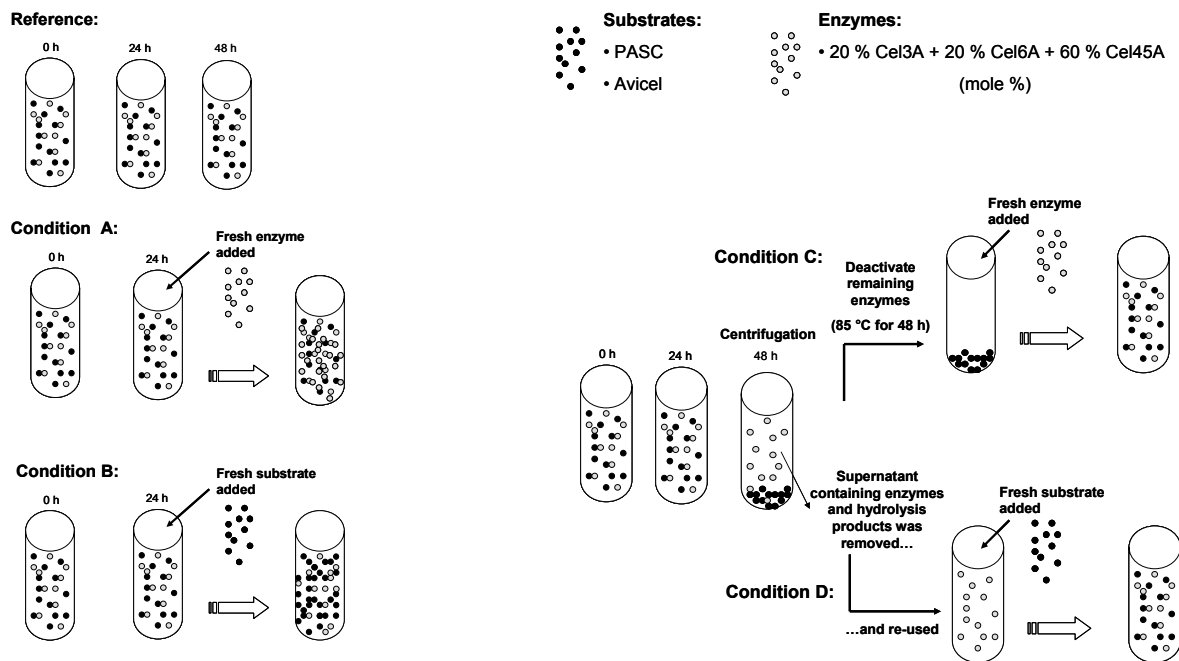 Reference:
0 h
24 h
48 h
Substrates:
• PASC
• Avicel
Enzymes:
• 20 % Cel3A + 20 % Cel6A + 60 % Cel45A
(mole %)
Condition A:
0 h
24 h
Fresh enzyme
added
Condition B:
0 h
24 h
Fresh substrate
added
0 h
24 h
Centrifugation
48 h
Condition C:
Deactivate
remaining
enzymes
(85 °C for 48 h)
Fresh enzyme
added
Supernatant
containing enzymes
and hydrolysis
products was
removed…
Condition D:
…and re-used
Fresh substrate
added